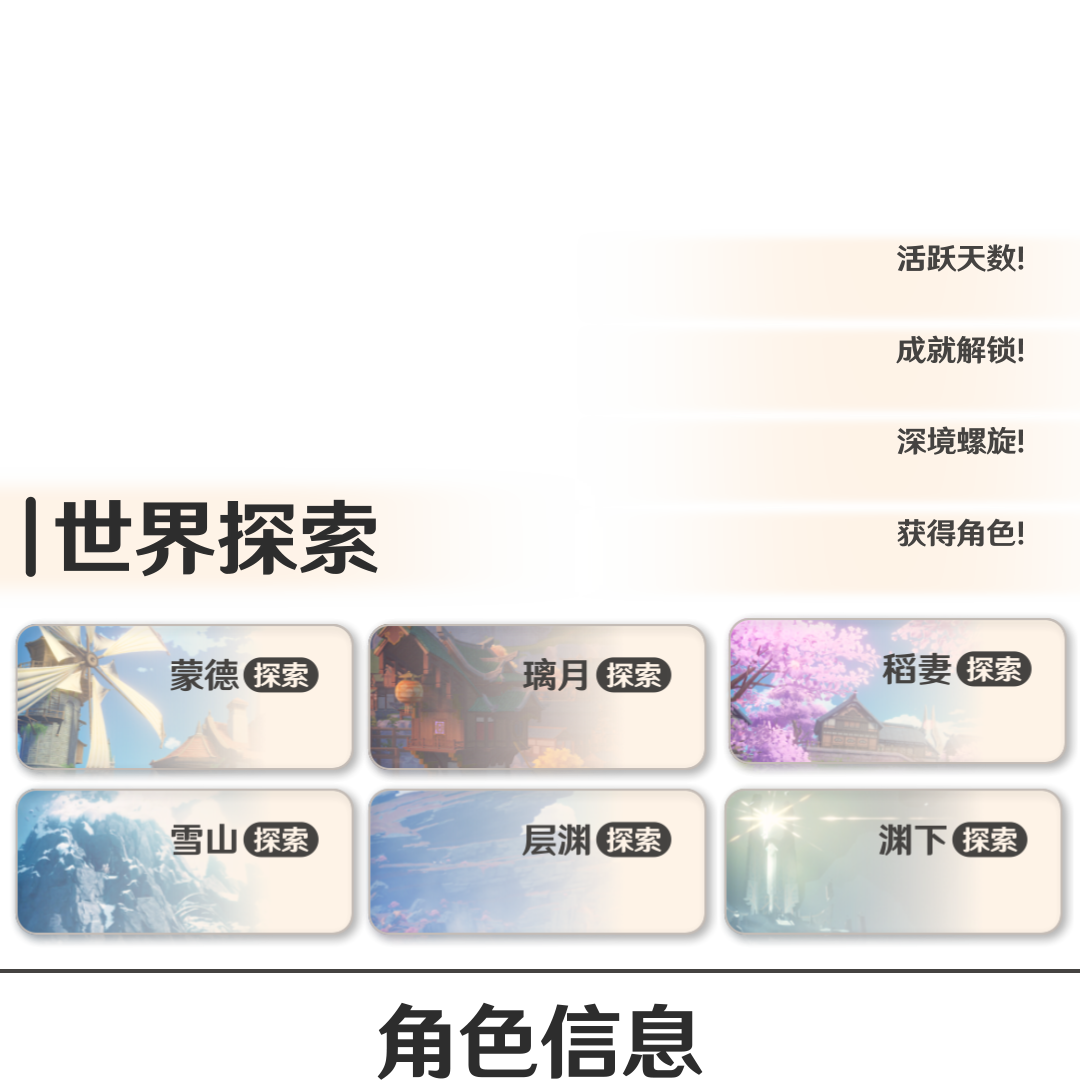 活跃天数!
成就解锁!
深境螺旋!
获得角色!
世界探索
蒙德 探索
璃月 探索
稻妻 探索
雪山 探索
层渊 探索
渊下 探索
角色信息